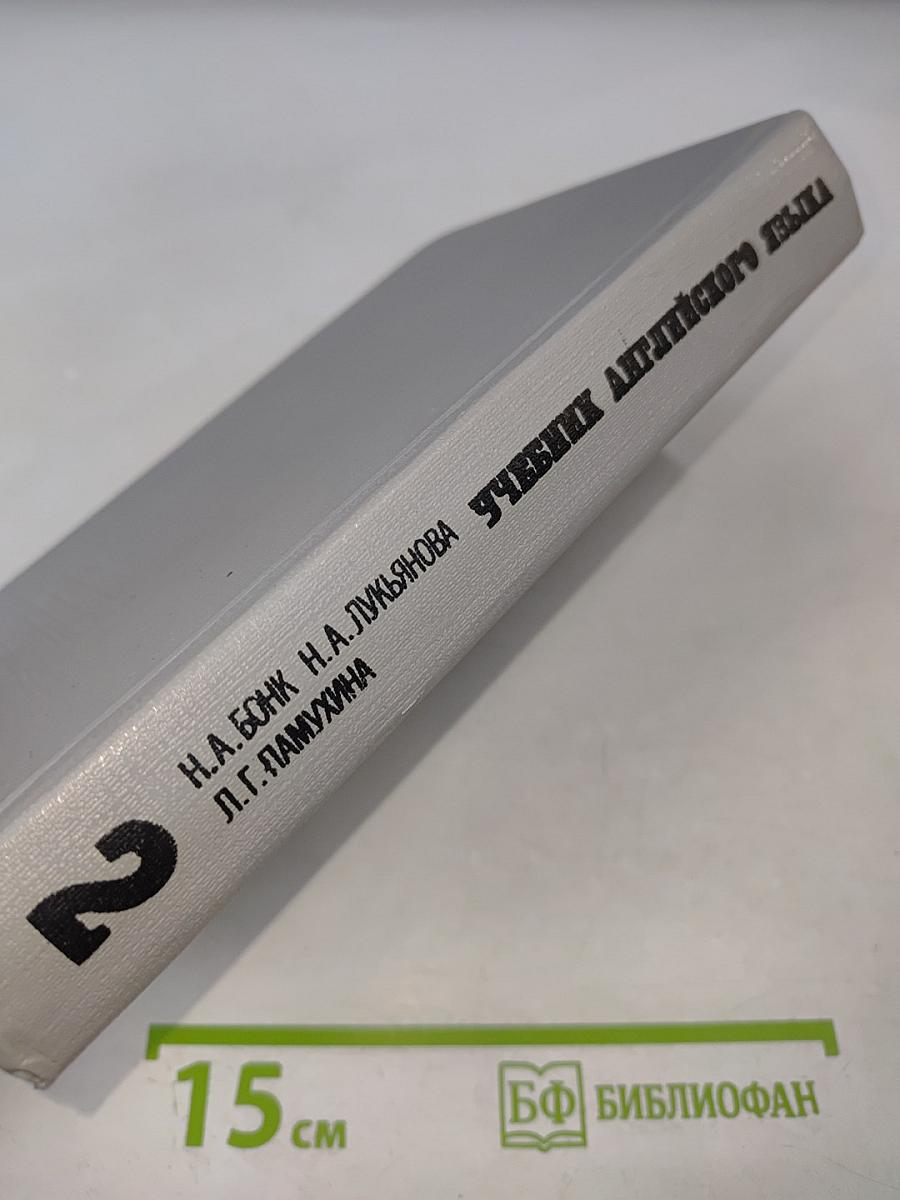 2
Н.А.БОНК Н.А.ЛУКЬЯНОВА
Л.Г.ПАМУХИНА
УЧЕБНИК АНГЛИЙСКОГО ЯЗЫКА
15 см
БФ БИБЛИОФАН